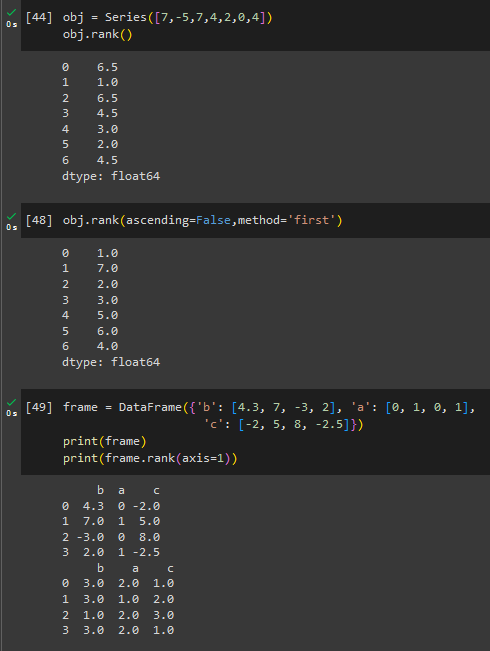 [44] obj = Series([7,-5,7,4,2,0,4])
0s obj.rank()
0    6.5
1    1.0
2    6.5
3    4.5
4    3.0
5    2.0
6    4.5
dtype: float64
[48] obj.rank(ascending=False,method='first')
0s
0    1.0
1    7.0
2    2.0
3    3.0
4    5.0
5    6.0
6    4.0
dtype: float64
[49] frame = DataFrame({'b': [4.3, 7, -3, 2], 'a': [0, 1, 0, 1],
0s                    'c': [-2, 5, 8, -2.5]})
print(frame)
print(frame.rank(axis=1))
     b  a    c
0  4.3  0 -2.0
1  7.0  1  5.0
2 -3.0  0  8.0
3  2.0  1 -2.5
     b    a    c
0  3.0  2.0  1.0
1  3.0  1.0  2.0
2  1.0  2.0  3.0
3  3.0  2.0  1.0